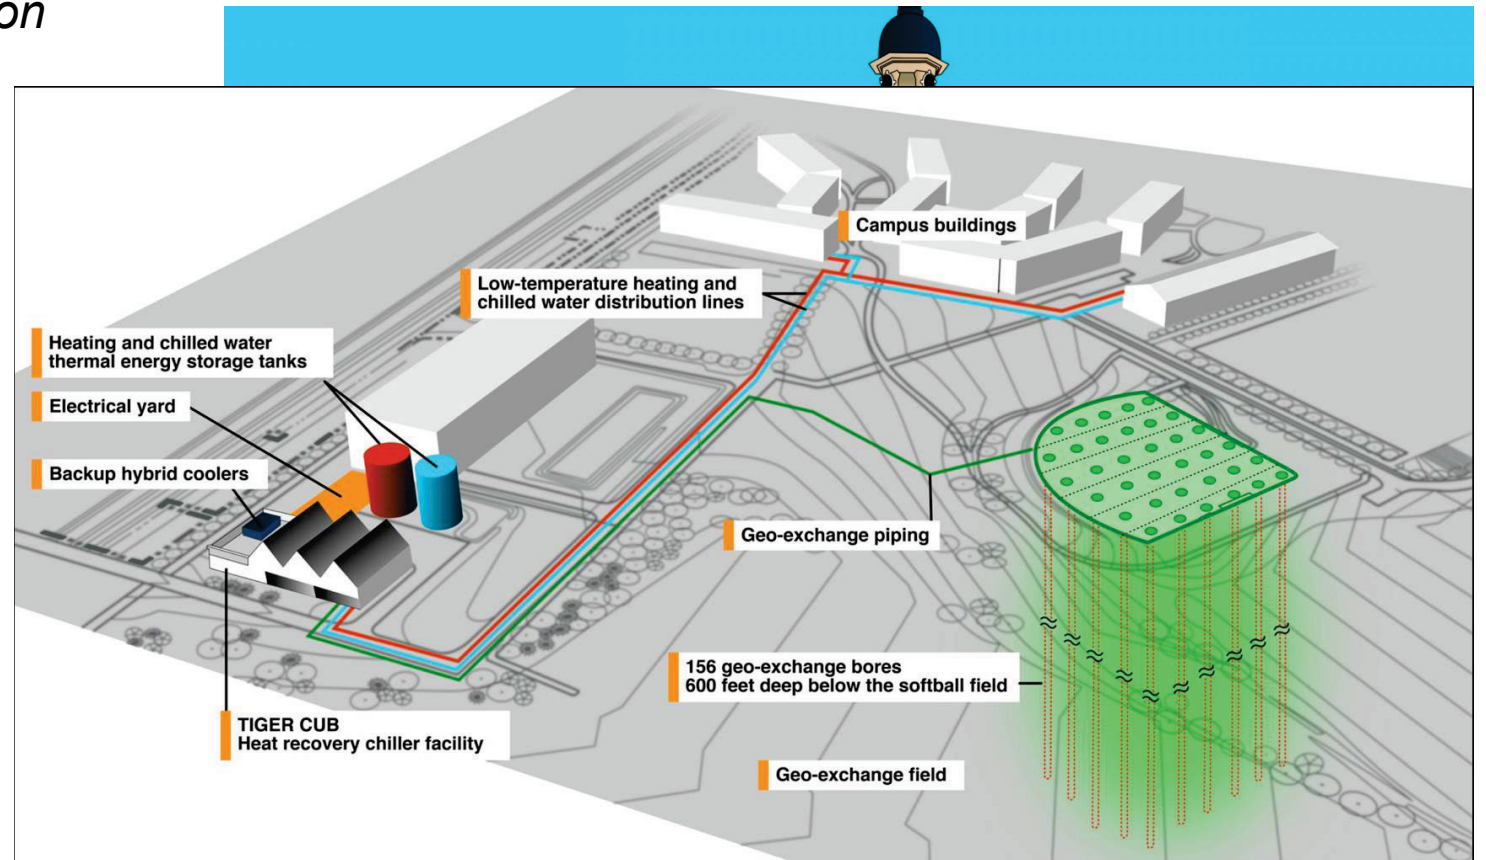 on
Campus buildings
Low-temperature heating and
chilled water distribution lines
Heating and chilled water
thermal energy storage tanks
Electrical yard
Backup hybrid coolers
Geo-exchange piping
156 geo-exchange bores
600 feet deep below the softball field
TIGER CUB
Heat recovery chiller facility
Geo-exchange field